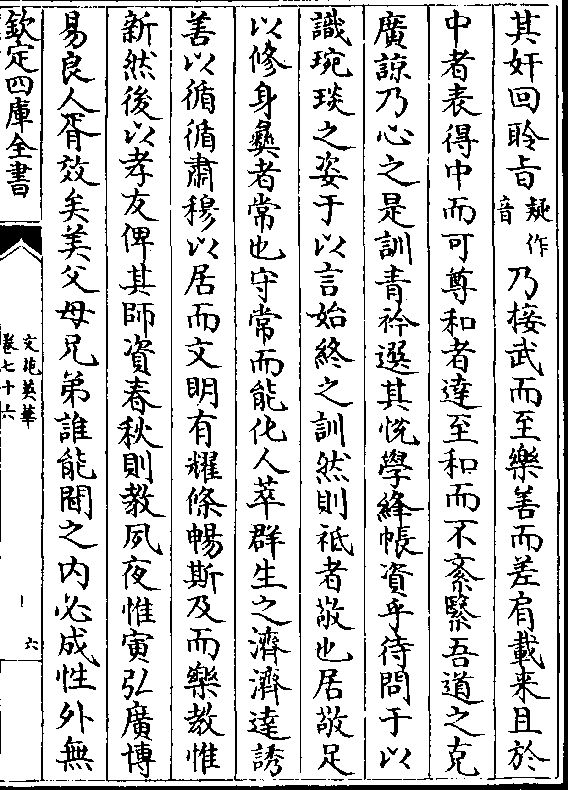 其奸回聆㫖疑作音乃接武而至樂善而差肩載来且於
中者表得中而可尊和者達至和而不紊緊吾道之克
廣諒乃心之是訓青衿選其恱學絳帳資乎待問于以
識琬琰之姿于以言始終之訓然則祗者敬也居敬足
以修身彝者常也守常而能化人萃群生之濟濟達誘
善以循循肅穆以居而文明有耀條暢斯及而樂教惟
新然後以孝友俾其師資春秋則教夙夜惟寅弘廣博
易良人胥效矣美父母兄弟誰能閒之内必成性外無
欽定四庫全書
文苑英華
卷七十六
六